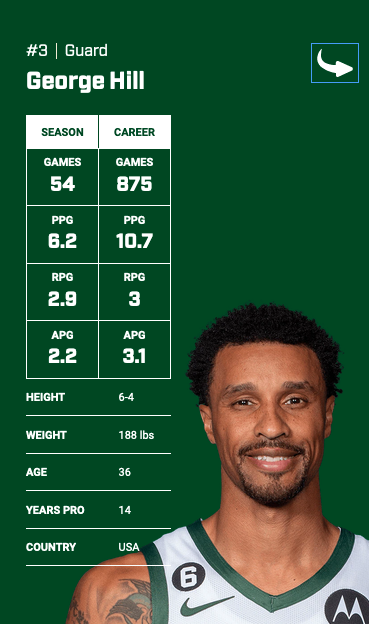 #3 | Guard
George Hill
SEASON CAREER
GAMES GAMES
54 875
PPG PPG
6.2 10.7
RPG RPG
2.9 3
APG APG
2.2 3.1
HEIGHT 6-4
WEIGHT 188 lbs
AGE 36
YEARS PRO 14
COUNTRY USA
6